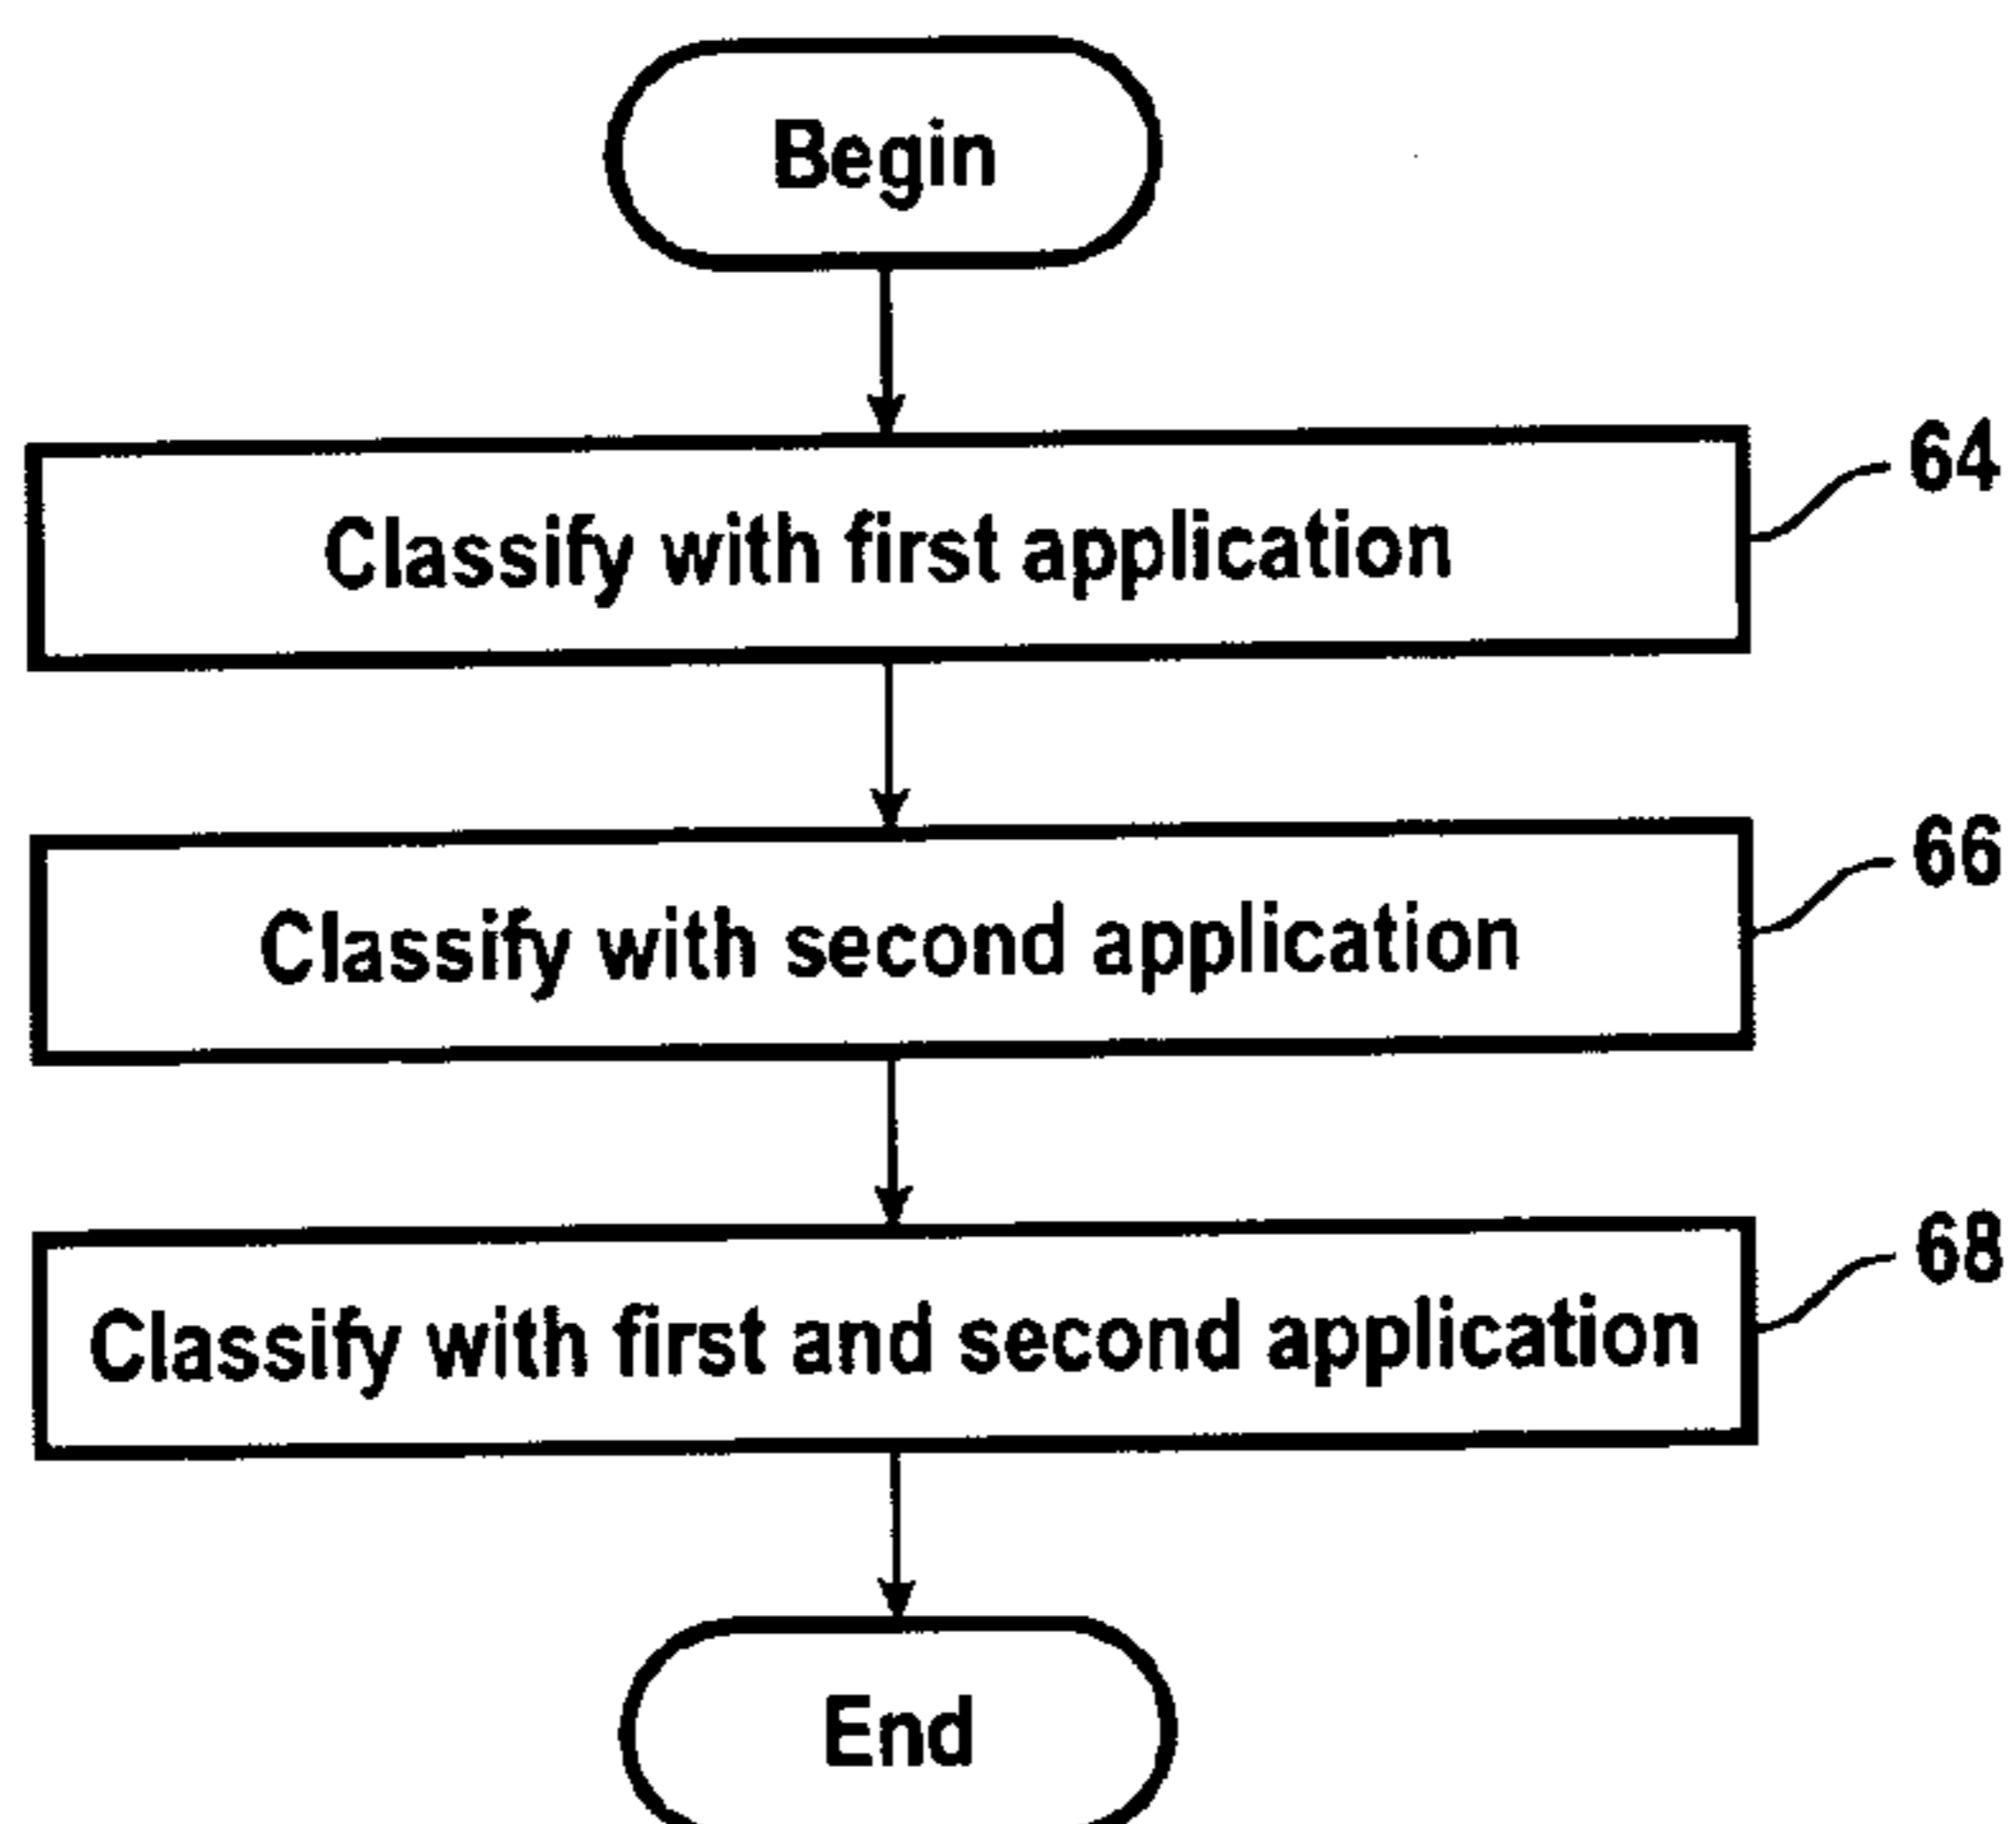 Begin
Classify with first application
64
Classify with second application
66
Classify with first and second application
68
End